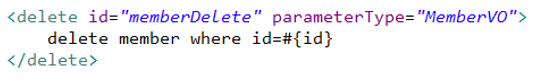 <delete id="memberDelete" parameterType="MemberVO">
    delete member where id=#{id}
</delete>